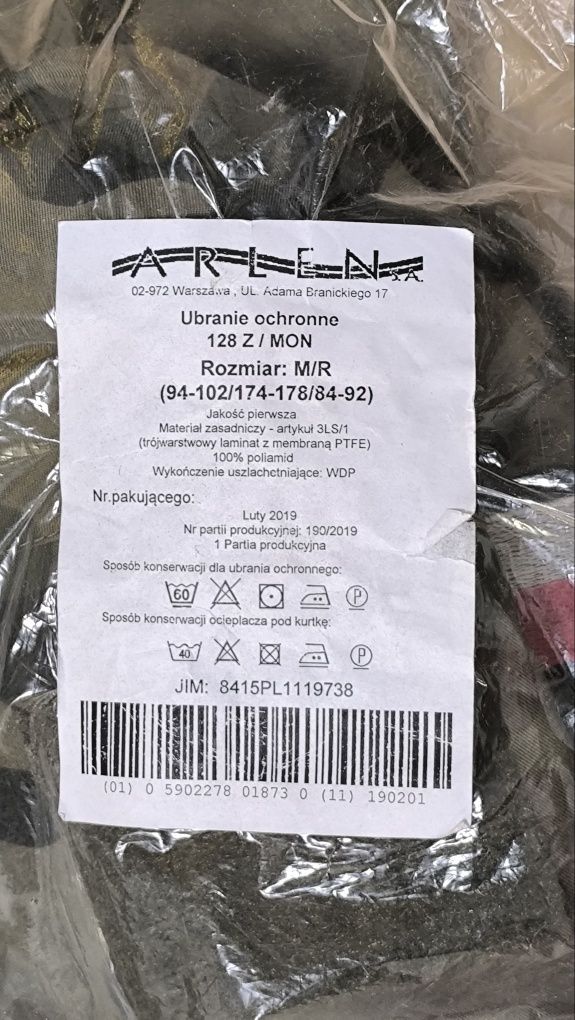 ARLEN S.A.
02-972 Warszawa , UL. Adama Branickiego 17
Ubranie ochronne
128 Z / MON
Rozmiar: M/R
(94-102/174-178/84-92)
Jakość pierwsza
Materiał zasadniczy - artykuł 3LS/1
(trójwarstwowy laminat z membraną PTFE)
100% poliamid
Wykończenie uszlachetniające: WDP
Nr.pakującego:
Luty 2019
Nr partii produkcyjnej: 190/2019
1 Partia produkcyjna
Sposób konserwacji dla ubrania ochronnego:
60 P
Sposób konserwacji ocieplacza pod kurtkę:
40 P
JIM: 8415PL1119738
(01) 0 5902278 01873 0 (11) 190201